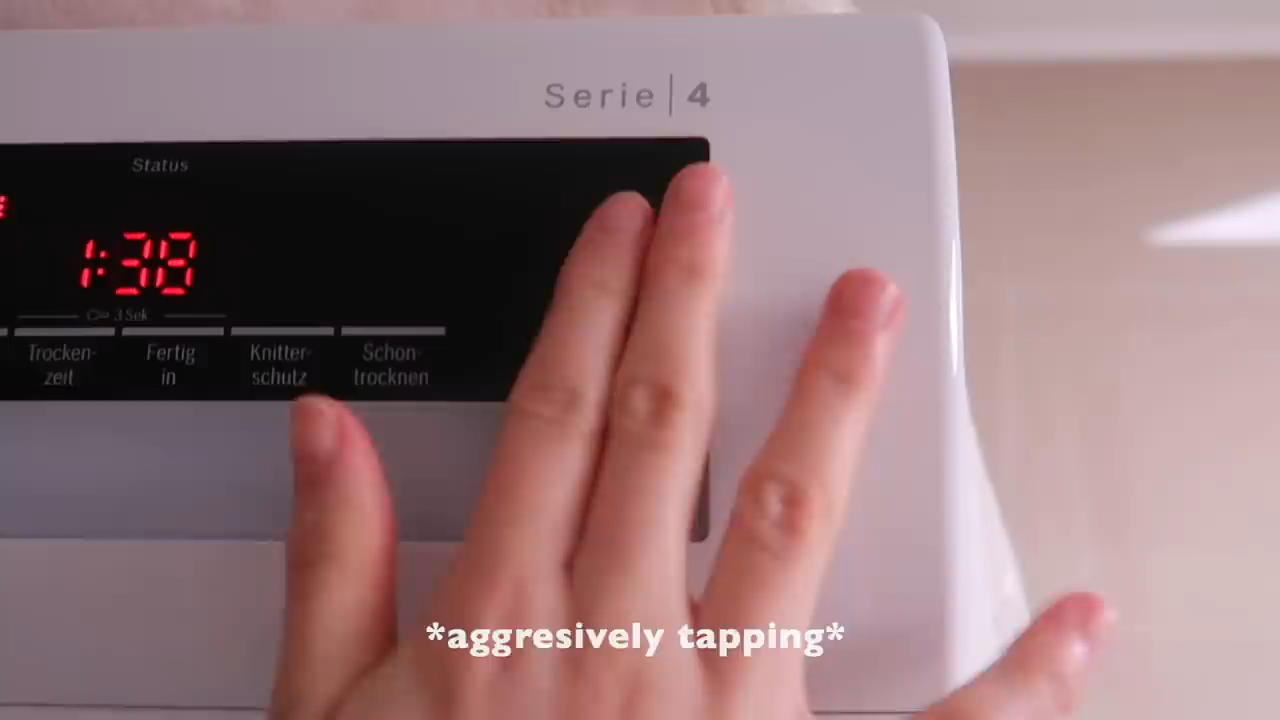 Serie | 4
Status
1:38
3 Sek
Trocken-
zeit
Fertig
in
Knitter-
schutz
Schon-
trocknen
*aggresively tapping*